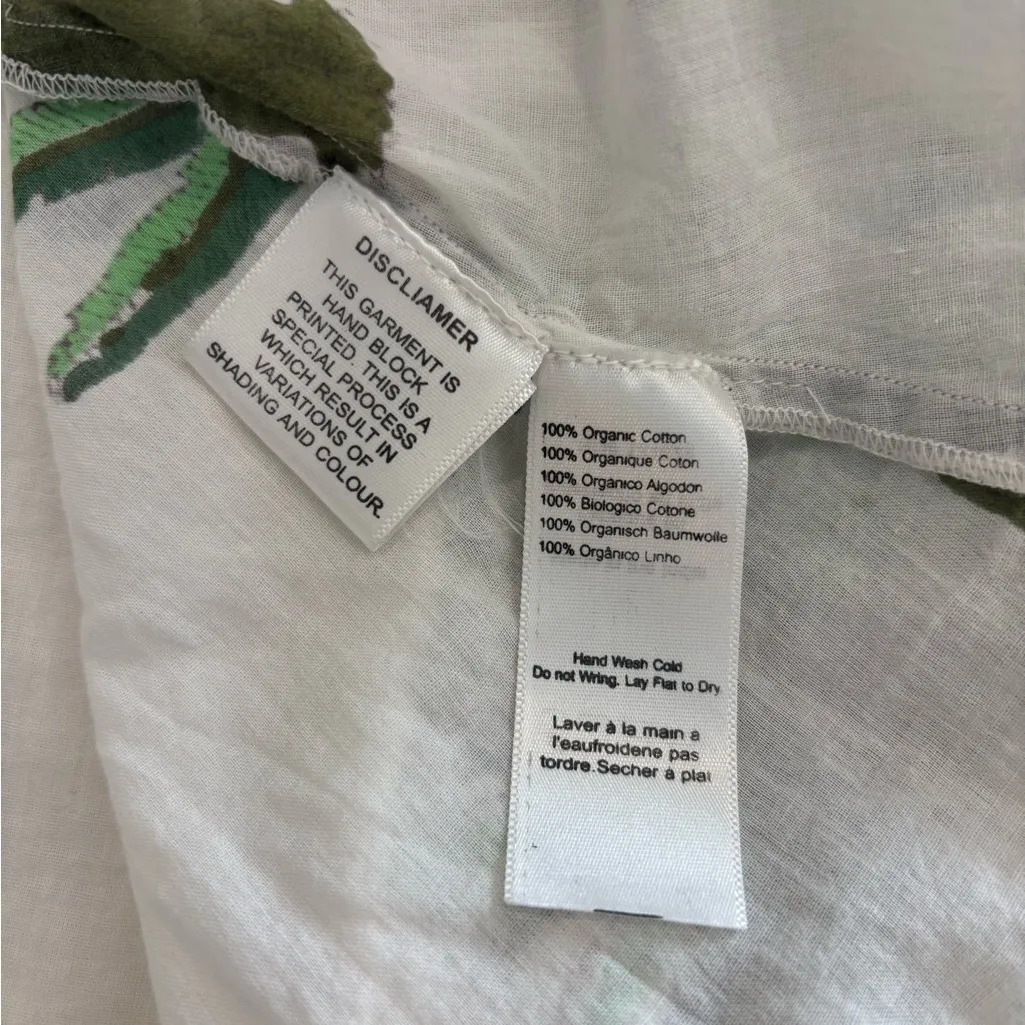 DISCLIAMER
THIS GARMENT IS
HAND BLOCK
PRINTED. THIS IS A
SPECIAL PROCESS
WHICH RESULT IN
VARIATIONS OF
SHADING AND COLOUR.
100% Organic Cotton
100% Organique Coton
100% Orgánico Algodon
100% Biologico Cotone
100% Organisch Baumwolle
100% Orgânico Linho
Hand Wash Cold
Do not Wring. Lay Flat to Dry
Laver à la main a
l'eaufroidene pas
tordre.Secher à plat